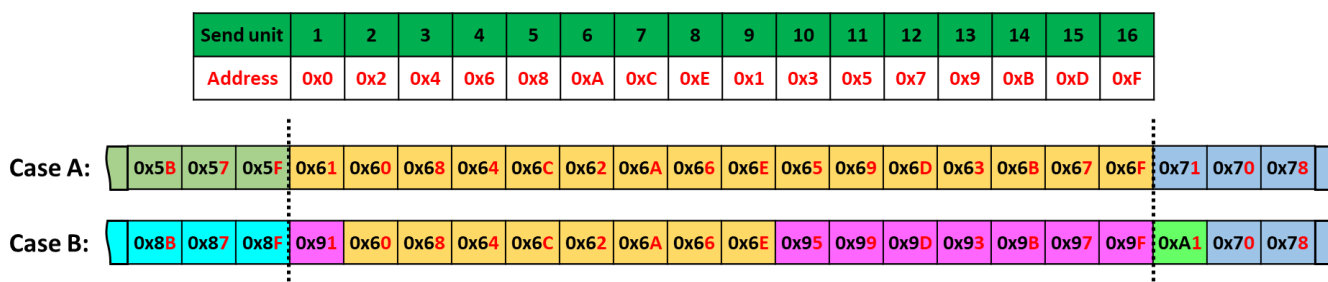 Send unit 1 2 3 4 5 6 7 8 9 10 11 12 13 14 15 16
Address 0x0 0x2 0x4 0x6 0x8 0xA 0xC 0xE 0x1 0x3 0x5 0x7 0x9 0xB 0xD 0xF
Case A: 0x5B 0x57 0x5F 0x61 0x60 0x68 0x64 0x6C 0x62 0x6A 0x66 0x6E 0x65 0x69 0x6D 0x63 0x6B 0x67 0x6F 0x71 0x70 0x78
Case B: 0x8B 0x87 0x8F 0x91 0x60 0x68 0x64 0x6C 0x62 0x6A 0x66 0x6E 0x95 0x99 0x9D 0x93 0x9B 0x97 0x9F 0xA1 0x70 0x78